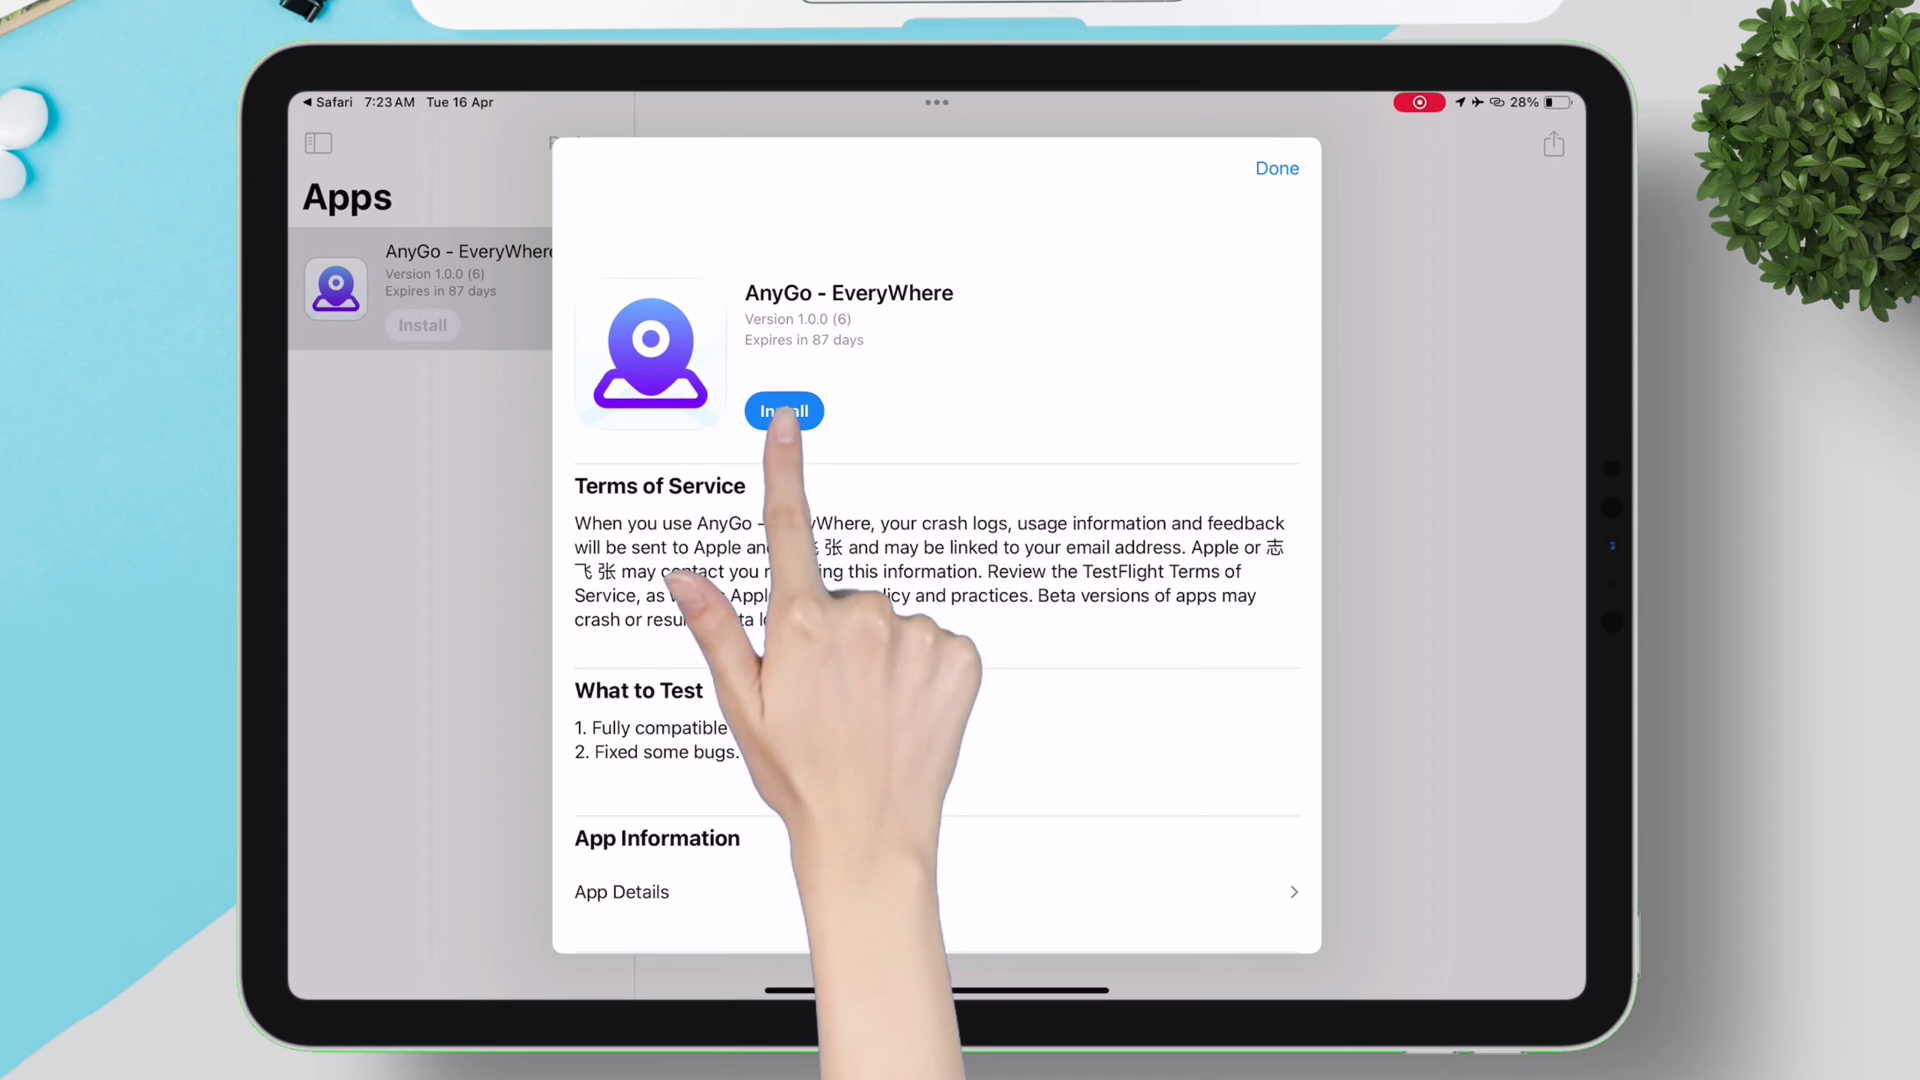 Safari 7:23 AM Tue 16 Apr
28%
Apps
AnyGo - EveryWhere
Version 1.0.0 (6)
Expires in 87 days
Install
Done
AnyGo - EveryWhere
Version 1.0.0 (6)
Expires in 87 days
Install
Terms of Service
When you use AnyGo - yWhere, your crash logs, usage information and feedback
will be sent to Apple an 张 and may be linked to your email address. Apple or 志
飞 张 may contact you ing this information. Review the TestFlight Terms of
Service, as Appl icy and practices. Beta versions of apps may
crash or resu ta l
What to Test
1. Fully compatible
2. Fixed some bugs.
App Information
App Details